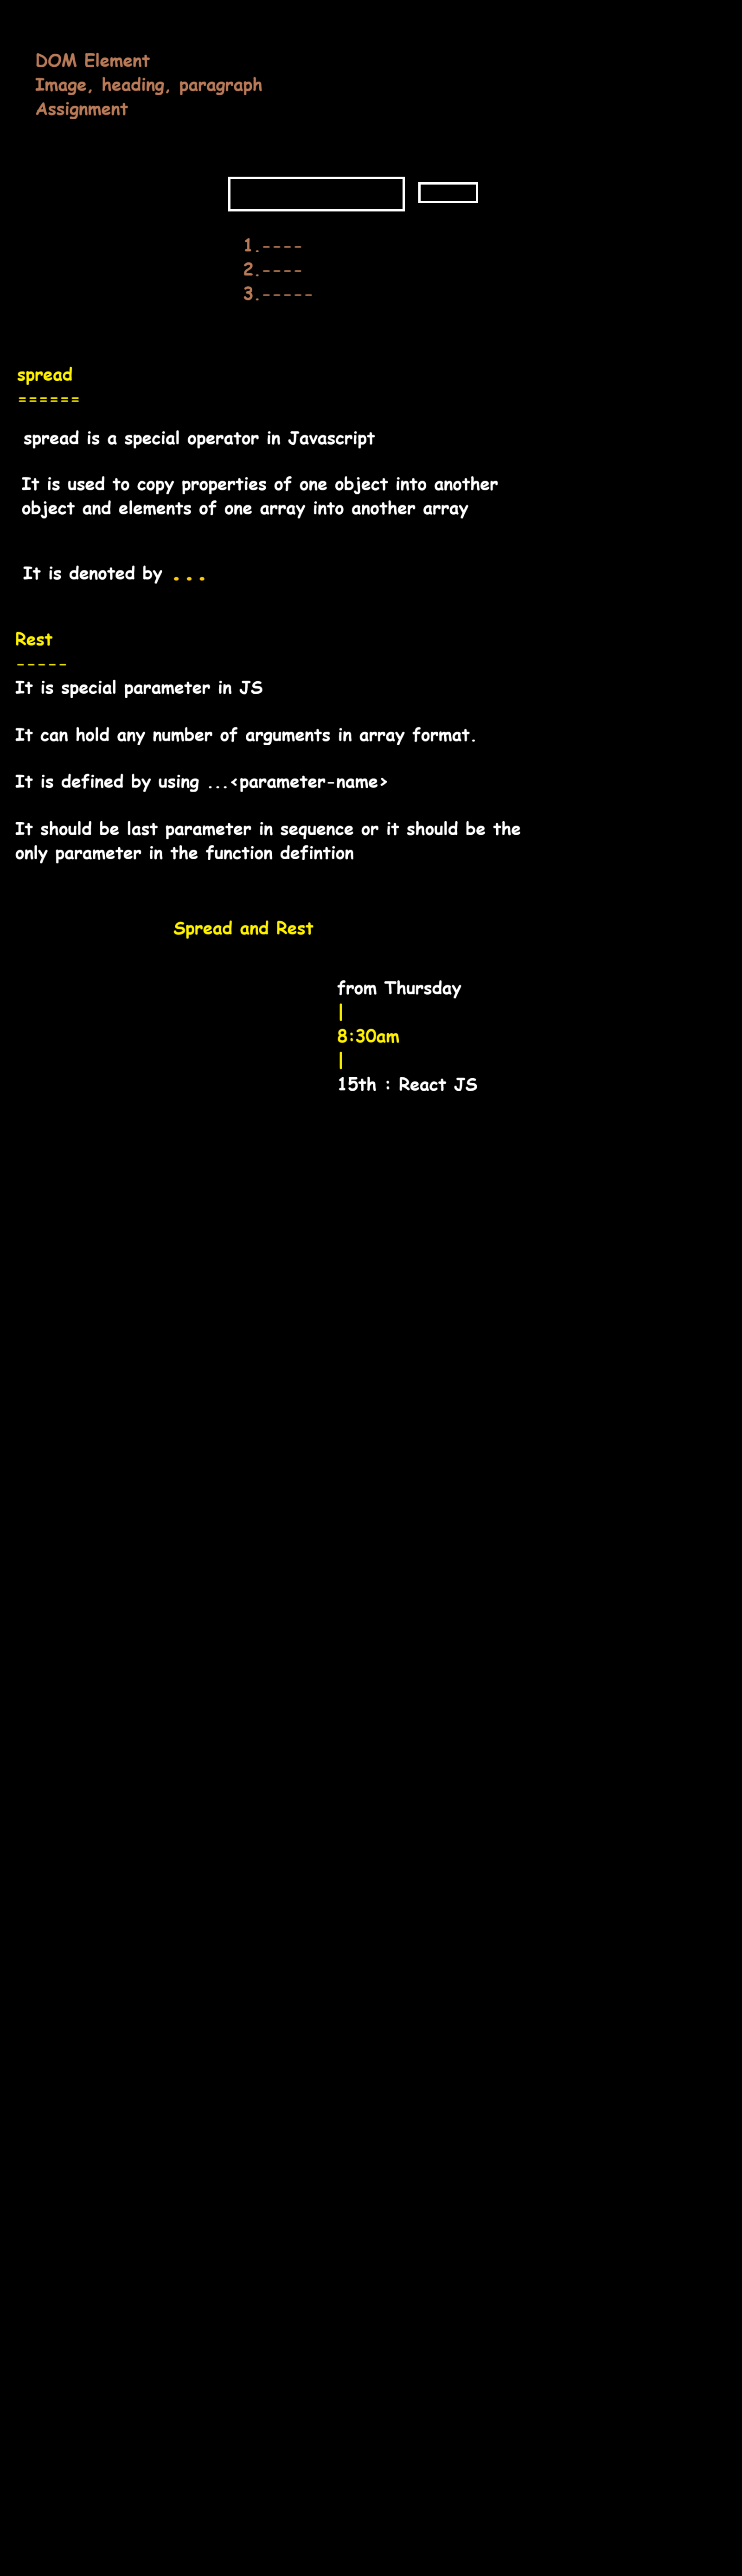 DOM Element
Image, heading, paragraph
Assignment
1.----
2.----
3.-----
spread
======
spread is a special operator in Javascript
It is used to copy properties of one object into another
object and elements of one array into another array
It is denoted by ...
Rest
-----
It is special parameter in JS
It can hold any number of arguments in array format.
It is defined by using ...<parameter-name>
It should be last parameter in sequence or it should be the
only parameter in the function defintion
Spread and Rest
from Thursday
|
8:30am
|
15th : React JS